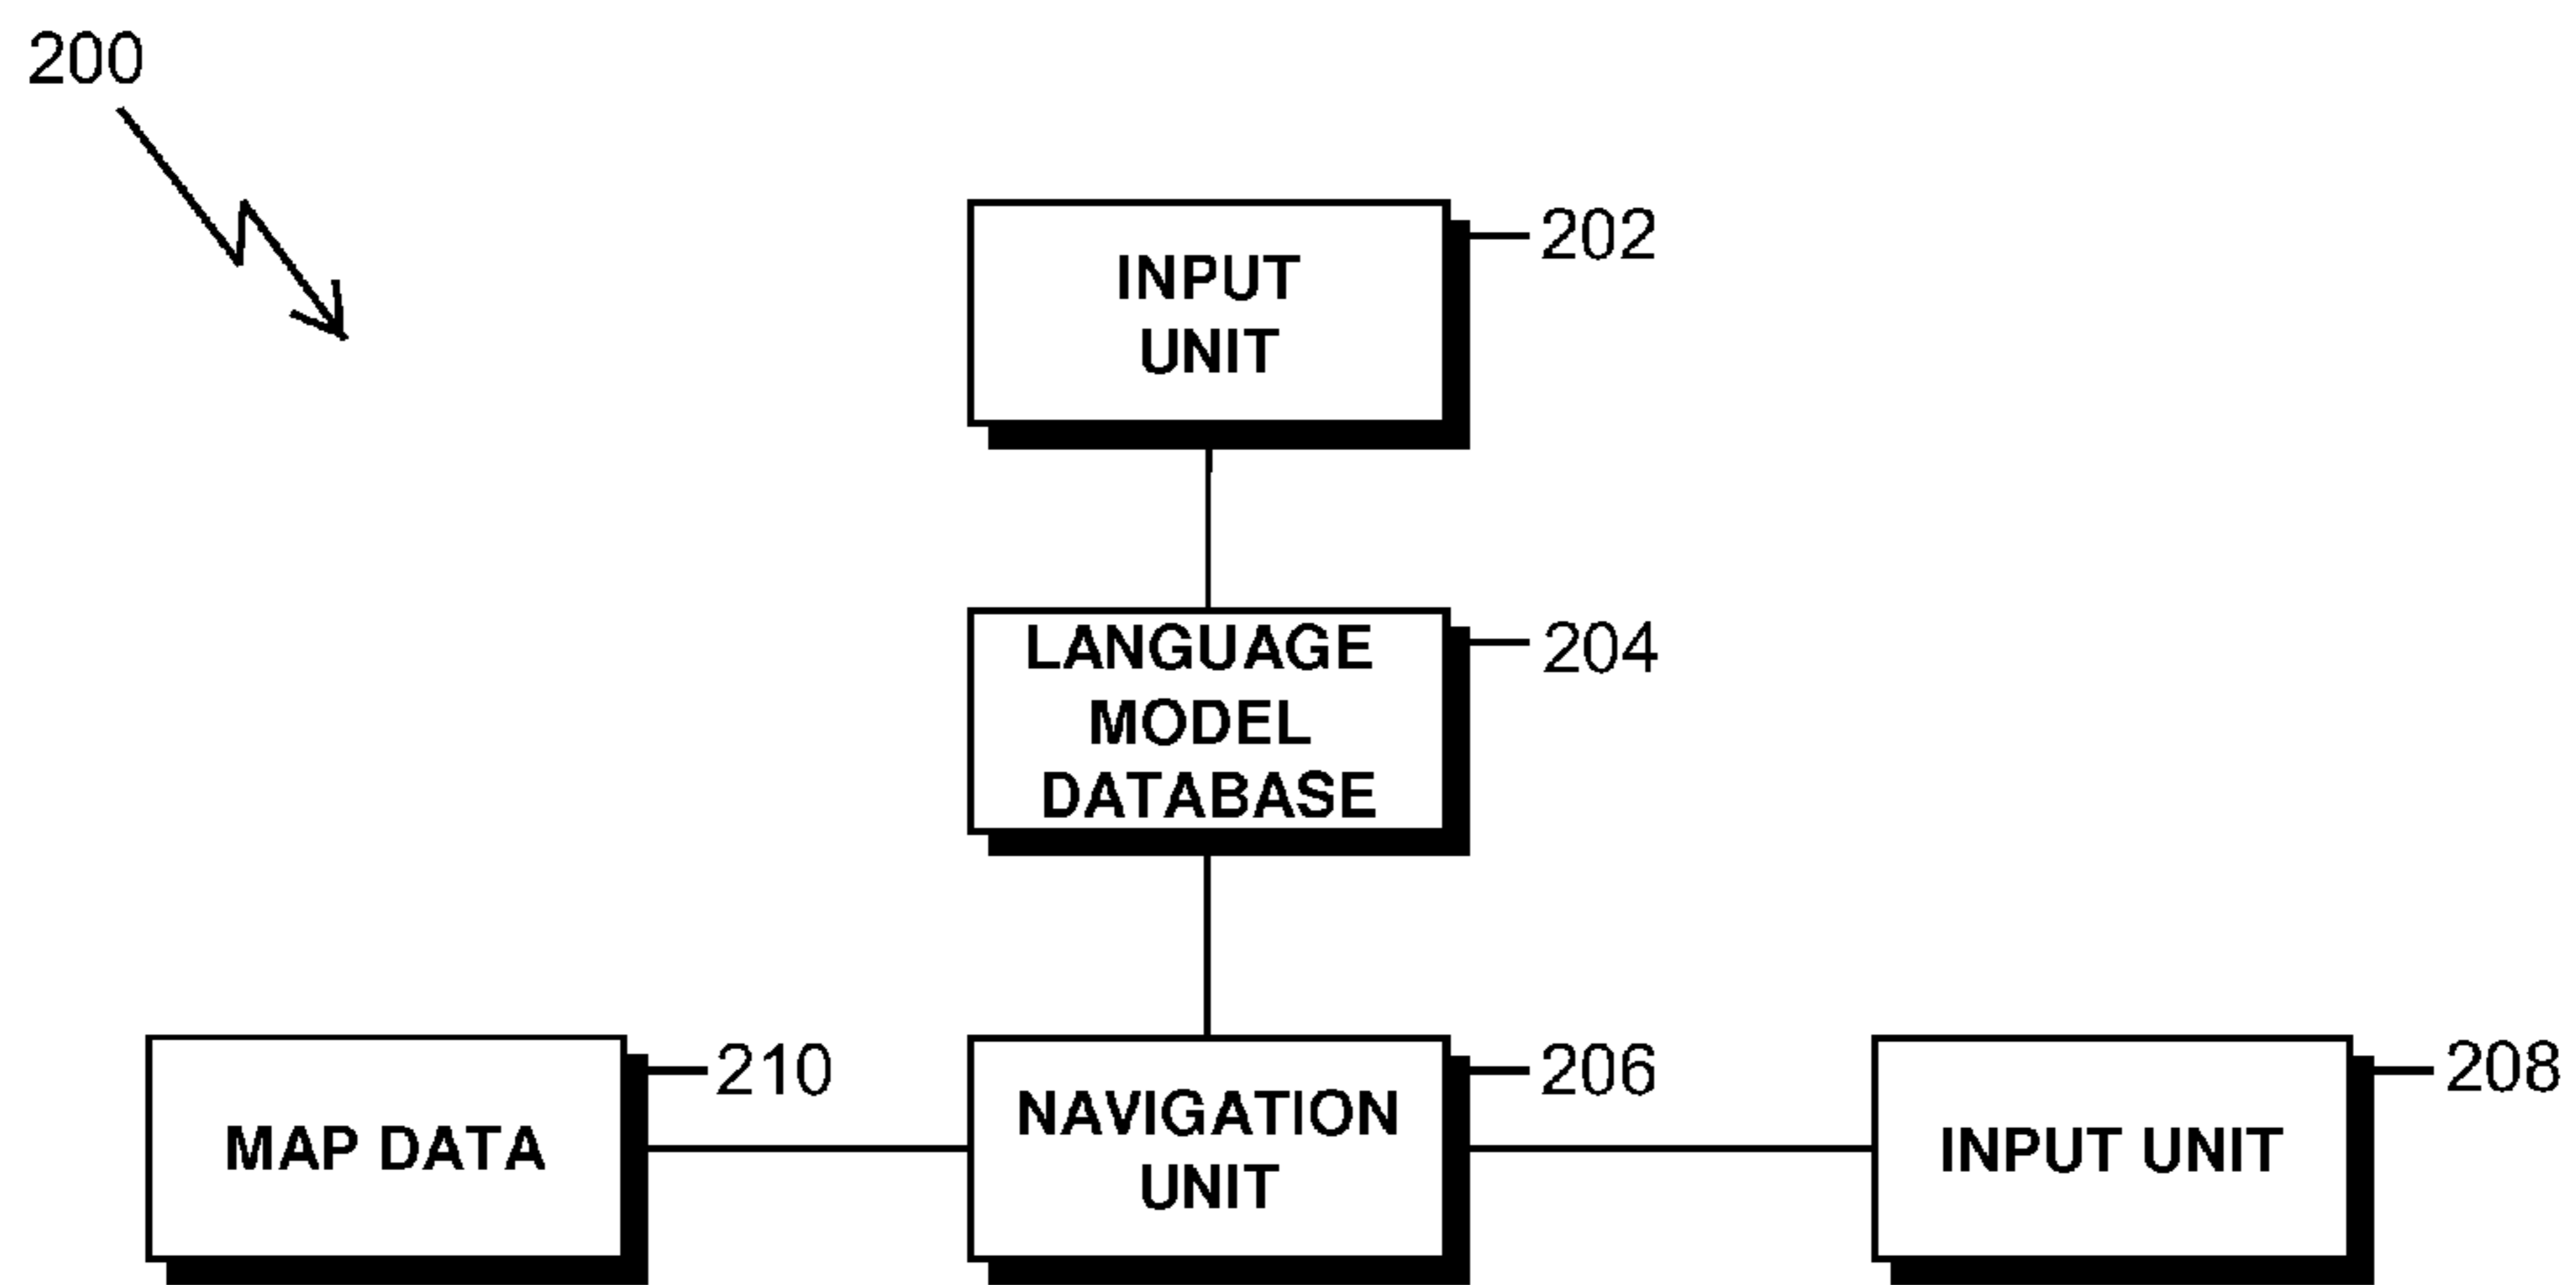 200
INPUT
UNIT
202
LANGUAGE
MODEL
DATABASE
204
MAP DATA
210
NAVIGATION
UNIT
206
INPUT UNIT
208